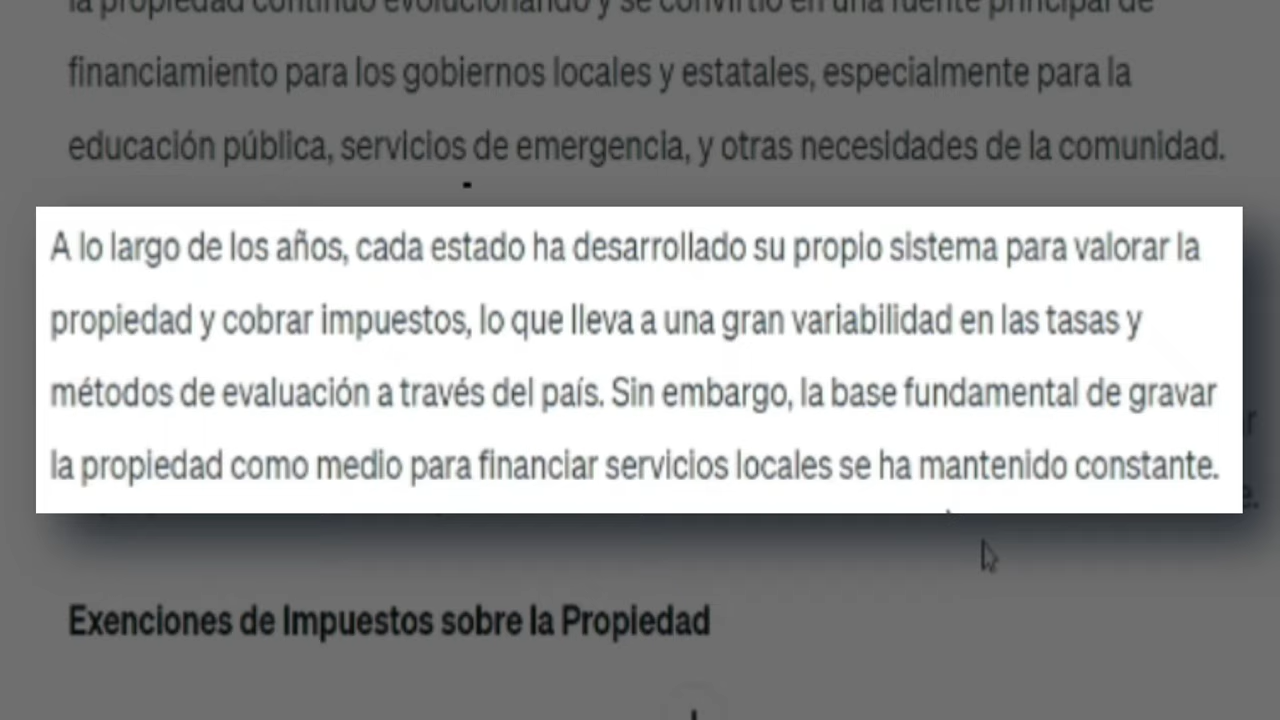 la propiedad continuó evolucionando y se convirtió en una fuente principal de
financiamiento para los gobiernos locales y estatales, especialmente para la
educación pública, servicios de emergencia, y otras necesidades de la comunidad.
A lo largo de los años, cada estado ha desarrollado su propio sistema para valorar la
propiedad y cobrar impuestos, lo que lleva a una gran variabilidad en las tasas y
métodos de evaluación a través del país. Sin embargo, la base fundamental de gravar
la propiedad como medio para financiar servicios locales se ha mantenido constante.
Exenciones de Impuestos sobre la Propiedad